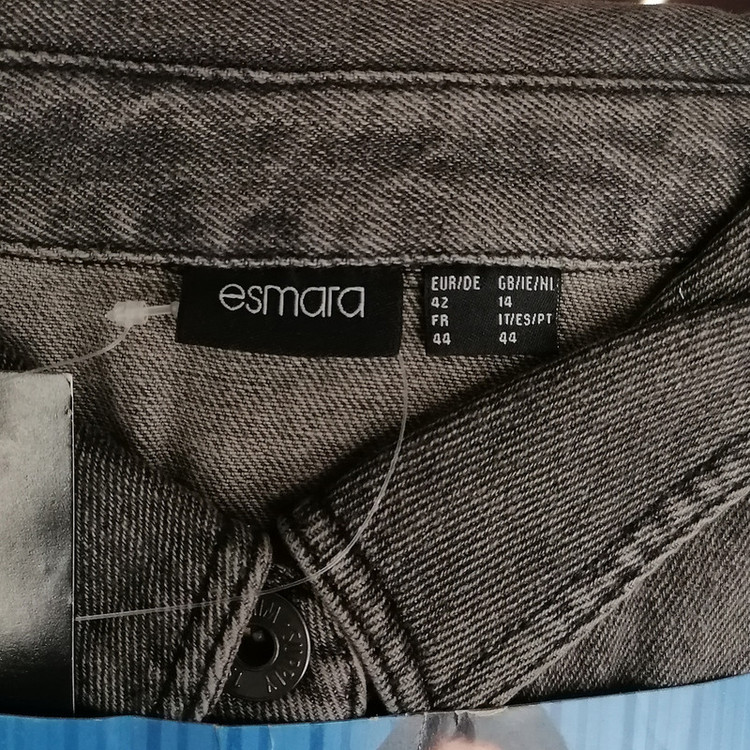 esmara
EUR/DE GB/IE/NL
42 14
FR IT/ES/PT
44 44